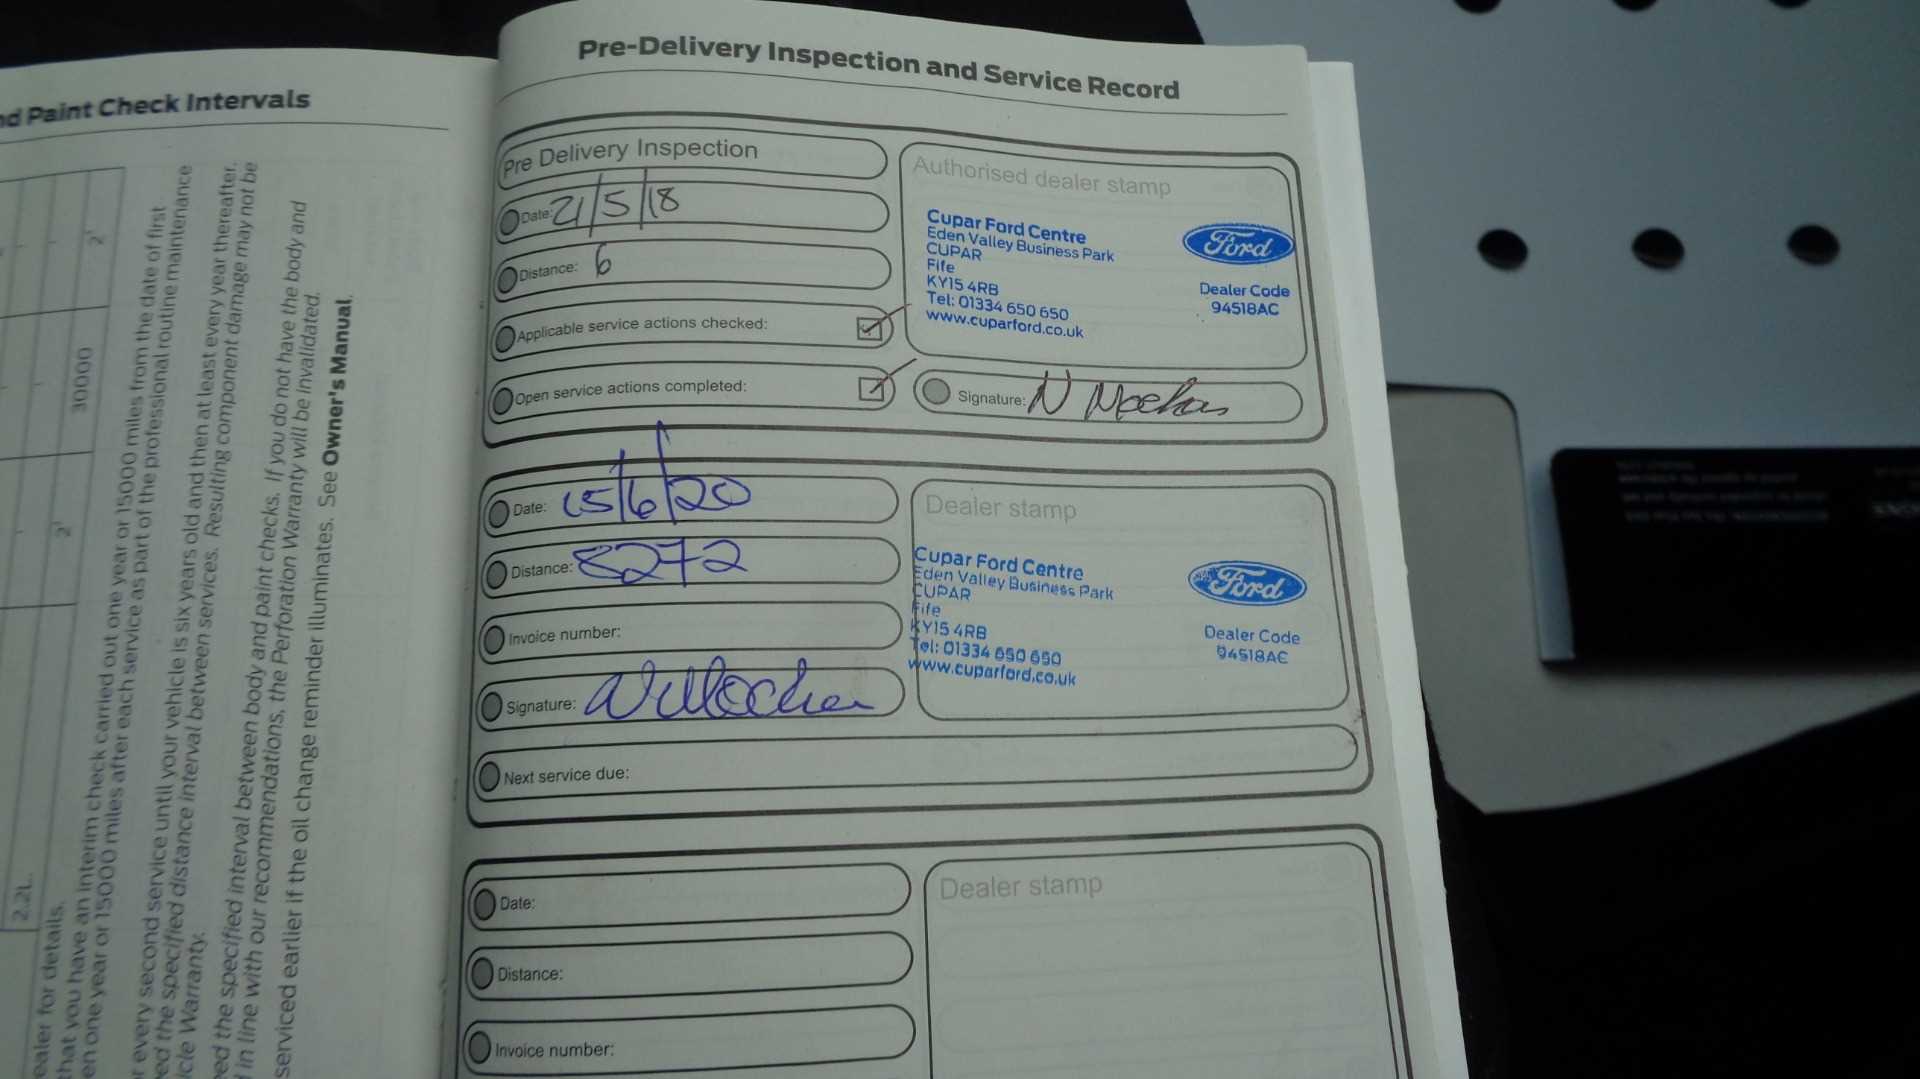 nd Paint Check Intervals
2'
30000
2'
2.2L
ealer for details.
that you have an interim check carried out one year or 15000 miles from the date of first
en one year or 15000 miles after each service as part of the professional routine maintenance
r every second service until your vehicle is six years old and then at least every year thereafter.
ed the specified distance interval between services. Resulting component damage may not be
icle Warranty.
ed the specified interval between body and paint checks. If you do not have the body and
in line with our recommendations, the Perforation Warranty will be invalidated.
serviced earlier if the oil change reminder illuminates. See Owner's Manual.
Pre-Delivery Inspection and Service Record
Pre Delivery Inspection
Date: 21/5/18
Distance: 6
Applicable service actions checked:
Open service actions completed:
Authorised dealer stamp
Cupar Ford Centre
Eden Valley Business Park
CUPAR
Fife
KY15 4RB
Tel: 01334 650 650
www.cuparford.co.uk
Ford
Dealer Code
94518AC
Signature:
Date: 15/6/20
Distance: 8272
Invoice number:
Signature:
Next service due:
Dealer stamp
Cupar Ford Centre
Eden Valley Business Park
CUPAR
Fife
KY15 4RB
Tel: 01334 650 650
www.cuparford.co.uk
Ford
Dealer Code
94518AC
Date:
Distance:
Invoice number:
Dealer stamp